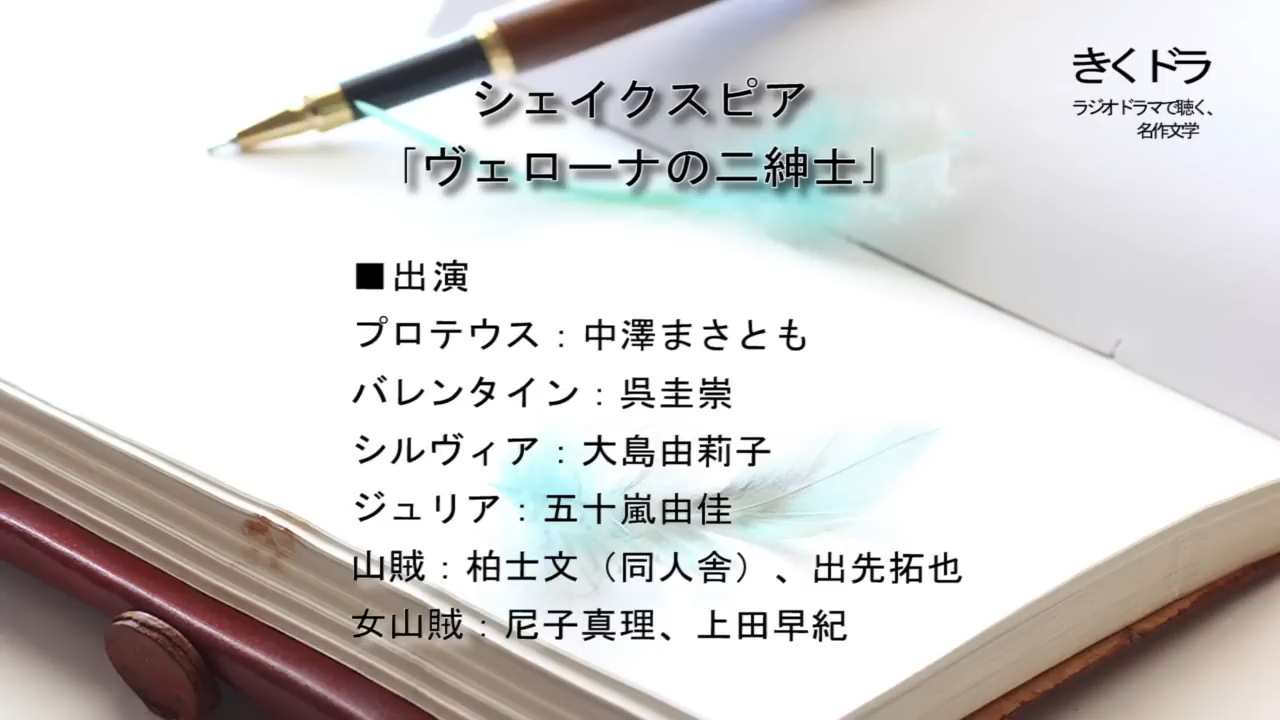 シェイクスピア
「ヴェローナの二紳士」
きくドラ
ラジオドラマで聴く、
名作文学
■出演
プロテウス：中澤まさとも
バレンタイン：呉圭崇
シルヴィア：大島由莉子
ジュリア：五十嵐由佳
山賊：柏士文（同人舎）、出先拓也
女山賊：尼子真理、上田早紀